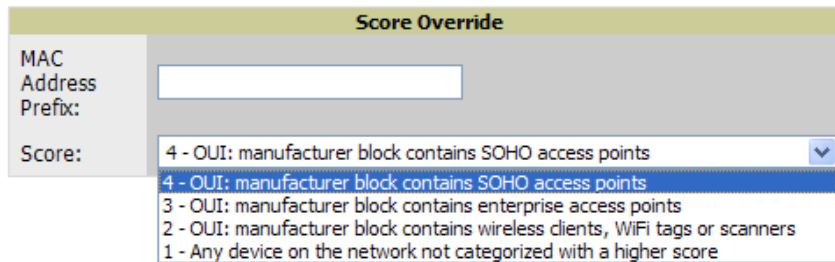 Score Override
MAC
Address
Prefix:
Score:
4 - OUI: manufacturer block contains SOHO access points
4 - OUI: manufacturer block contains SOHO access points
3 - OUI: manufacturer block contains enterprise access points
2 - OUI: manufacturer block contains wireless clients, WiFi tags or scanners
1 - Any device on the network not categorized with a higher score